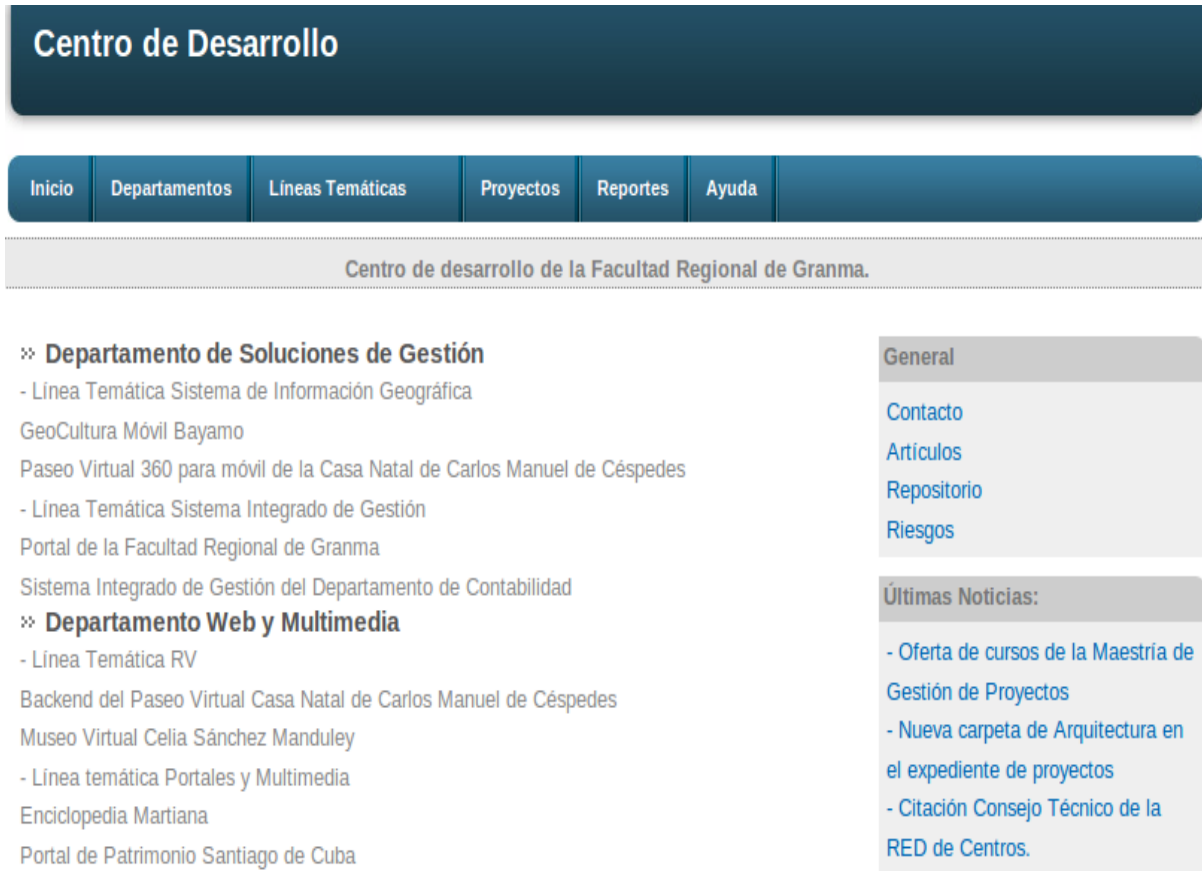 Centro de Desarrollo
Inicio Departamentos Líneas Temáticas Proyectos Reportes Ayuda
Centro de desarrollo de la Facultad Regional de Granma.
Departamento de Soluciones de Gestión
- Línea Temática Sistema de Información Geográfica
GeoCultura Móvil Bayamo
Paseo Virtual 360 para móvil de la Casa Natal de Carlos Manuel de Céspedes
- Línea Temática Sistema Integrado de Gestión
Portal de la Facultad Regional de Granma
Sistema Integrado de Gestión del Departamento de Contabilidad
Departamento Web y Multimedia
- Línea Temática RV
Backend del Paseo Virtual Casa Natal de Carlos Manuel de Céspedes
Museo Virtual Celia Sánchez Manduley
- Línea temática Portales y Multimedia
Enciclopedia Martiana
Portal de Patrimonio Santiago de Cuba
General
Contacto
Artículos
Repositorio
Riesgos
Últimas Noticias:
- Oferta de cursos de la Maestría de
Gestión de Proyectos
- Nueva carpeta de Arquitectura en
el expediente de proyectos
- Citación Consejo Técnico de la
RED de Centros.